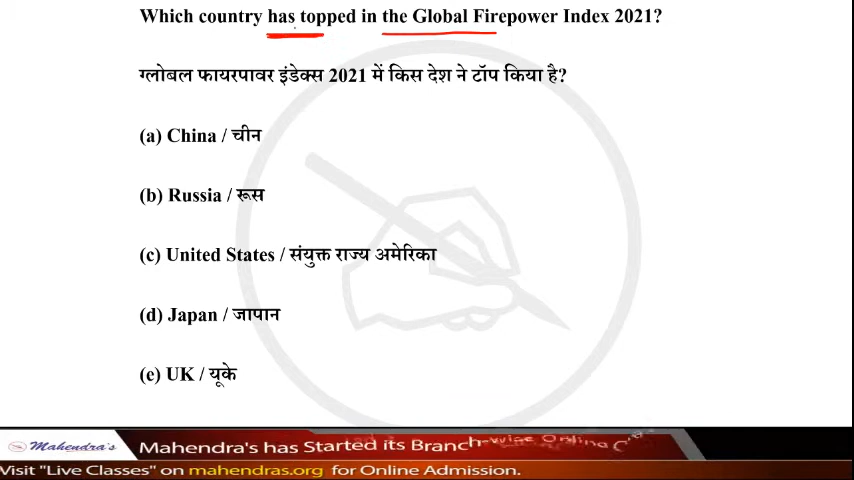 Which country has topped in the Global Firepower Index 2021?
ग्लोबल फायरपावर इंडेक्स 2021 में किस देश ने टॉप किया है?
(a) China / चीन
(b) Russia / रूस
(c) United States / संयुक्त राज्य अमेरिका
(d) Japan / जापान
(e) UK / यूके
Mahendra's
Mahendra's has Started its Branch-wise Online
Visit "Live Classes" on mahendras.org for Online Admission.